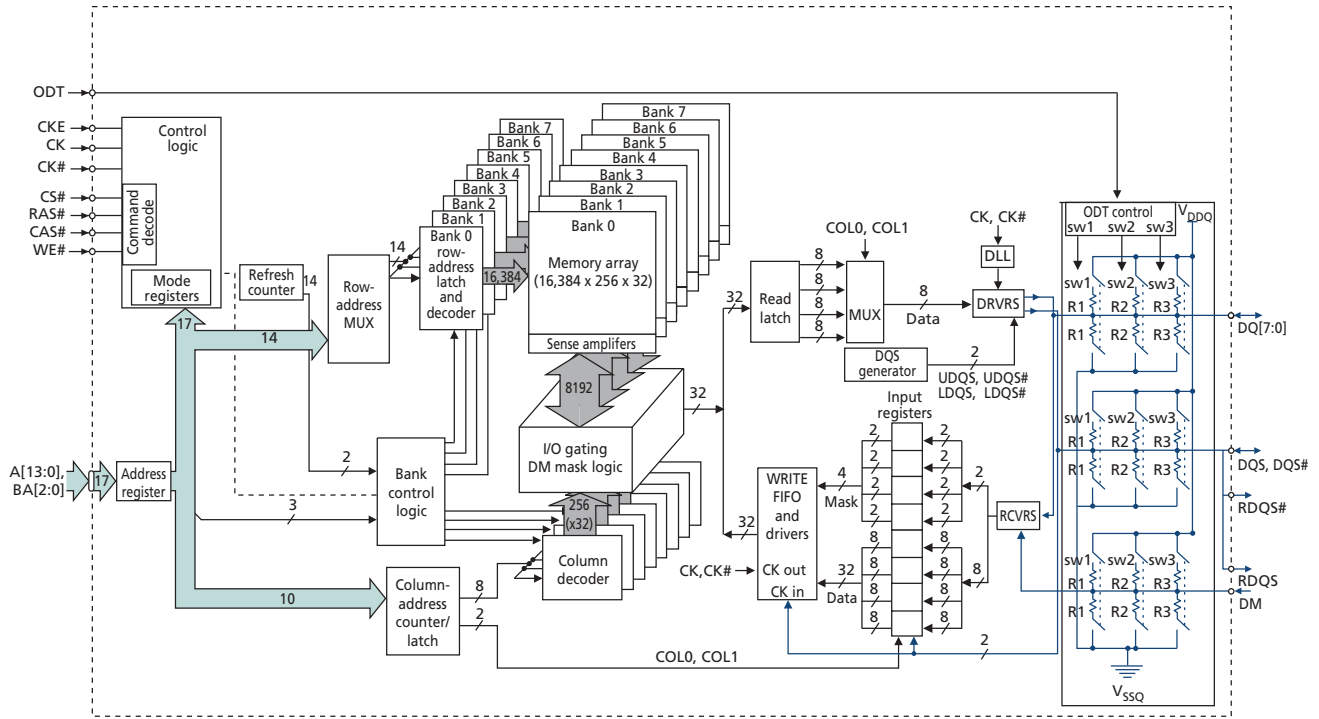 ODT
CKE
CK
CK#
CS#
RAS#
CAS#
WE#
Control
logic
Command
decode
Mode
registers
Refresh
counter
14
17
14
Row-
address
MUX
14
Bank 7
Bank 6
Bank 5
Bank 4
Bank 3
Bank 2
Bank 1
Bank 0
row-
address
latch
and
decoder
16,384
Bank 7
Bank 6
Bank 5
Bank 4
Bank 3
Bank 2
Bank 1
Bank 0
Memory array
(16,384 x 256 x 32)
Sense amplifers
8192
I/O gating
DM mask logic
256
(x32)
Column
decoder
A[13:0],
BA[2:0]
17
Address
register
2
3
Bank
control
logic
10
Column-
address
counter/
latch
8
2
COL0, COL1
32
32
32
Read
latch
8
8
8
8
COL0, COL1
MUX
8
Data
CK, CK#
DLL
DRVRS
DQS
generator
2
UDQS, UDQS#
LDQS, LDQS#
Input
registers
2
2
2
2
8
8
8
8
2
2
2
2
8
8
8
8
2
8
RCVRS
4
Mask
32
Data
WRITE
FIFO
and
drivers
CK out
CK in
CK,CK#
2
ODT control
sw1 sw2 sw3
VDDQ
sw1 sw2 sw3
R1 R2 R3
R1 R2 R3
sw1 sw2 sw3
R1 R2 R3
R1 R2 R3
sw1 sw2 sw3
R1 R2 R3
R1 R2 R3
VSSQ
DQ[7:0]
DQS, DQS#
RDQS#
RDQS
DM